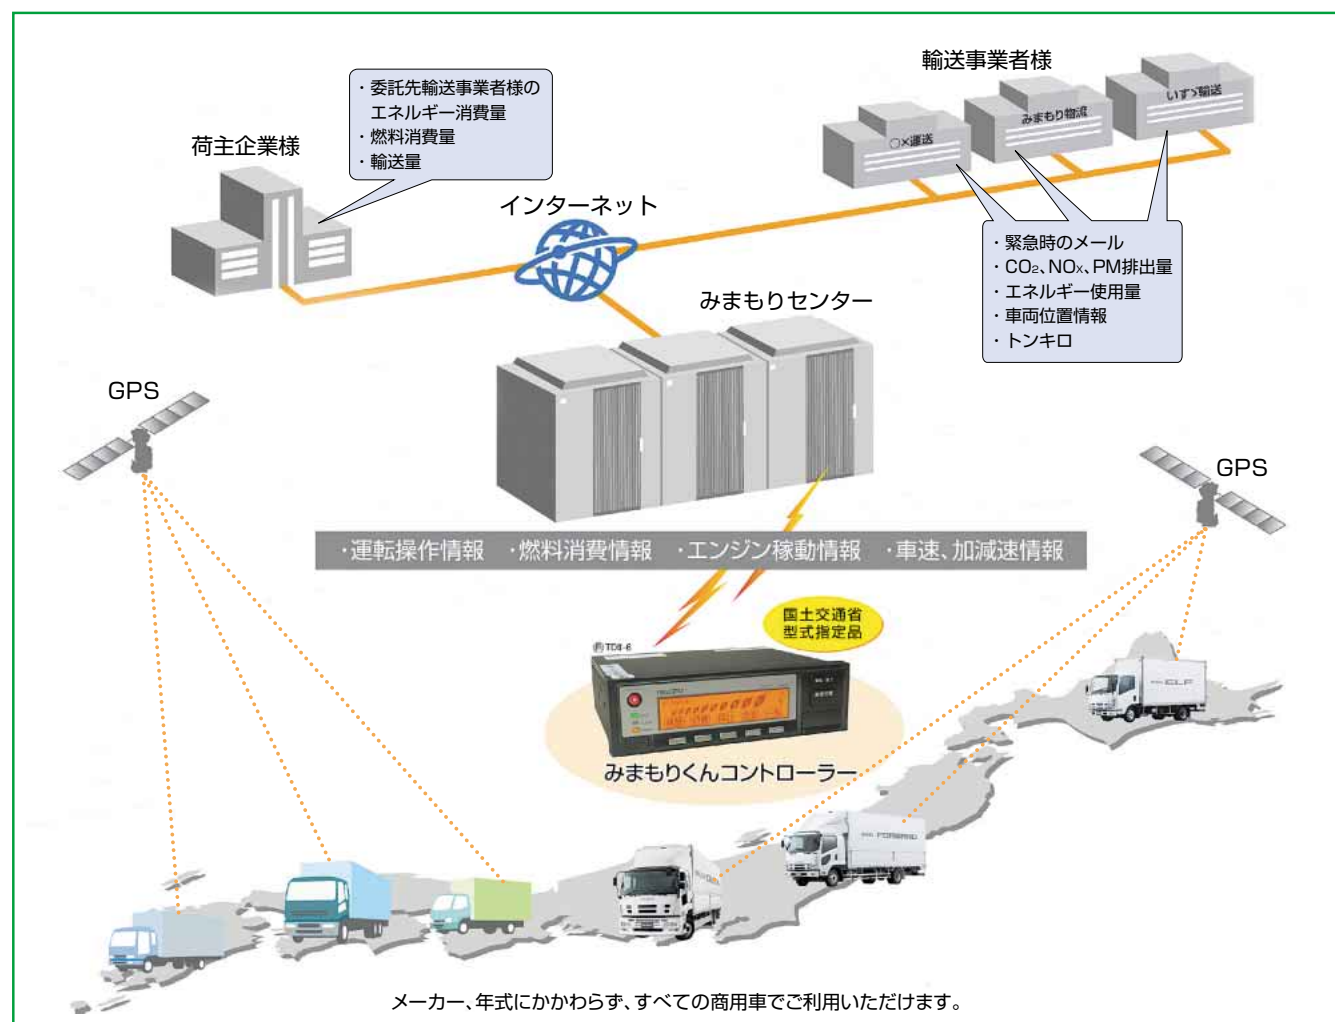 輸送事業者様
・委託先輸送事業者様の
エネルギー消費量
・燃料消費量
・輸送量
荷主企業様
いすゞ輸送
みまもり物流
○×運送
インターネット
・緊急時のメール
・CO₂、NOx、PM排出量
・エネルギー使用量
・車両位置情報
・トンキロ
みまもりセンター
GPS
GPS
・運転操作情報 ・燃料消費情報 ・エンジン稼動情報 ・車速、加減速情報
国土交通省
型式指定品
TDII-6
ISUZU
ELF
みまもりくんコントローラー
FORWARD
メーカー、年式にかかわらず、すべての商用車でご利用いただけます。